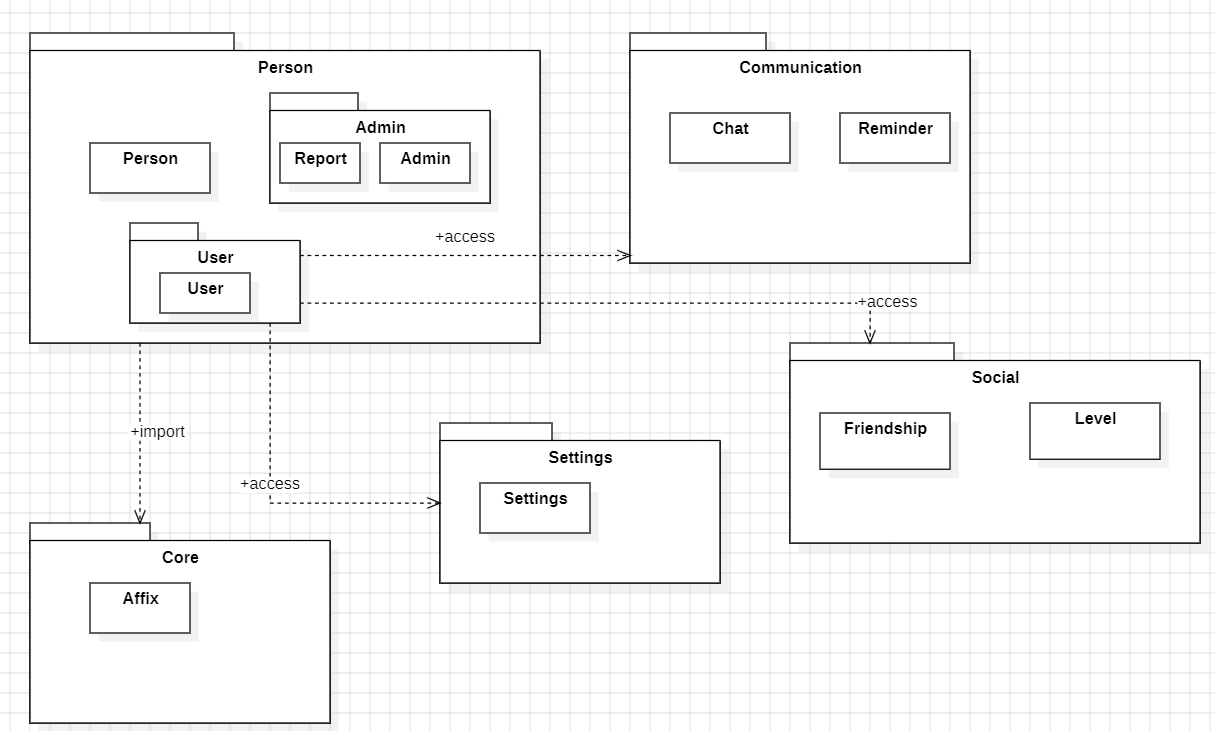 Person
Communication
Admin
Chat
Reminder
Person
Report
Admin
+access
User
User
+access
Social
Friendship
Level
+import
Settings
+access
Settings
Core
Affix